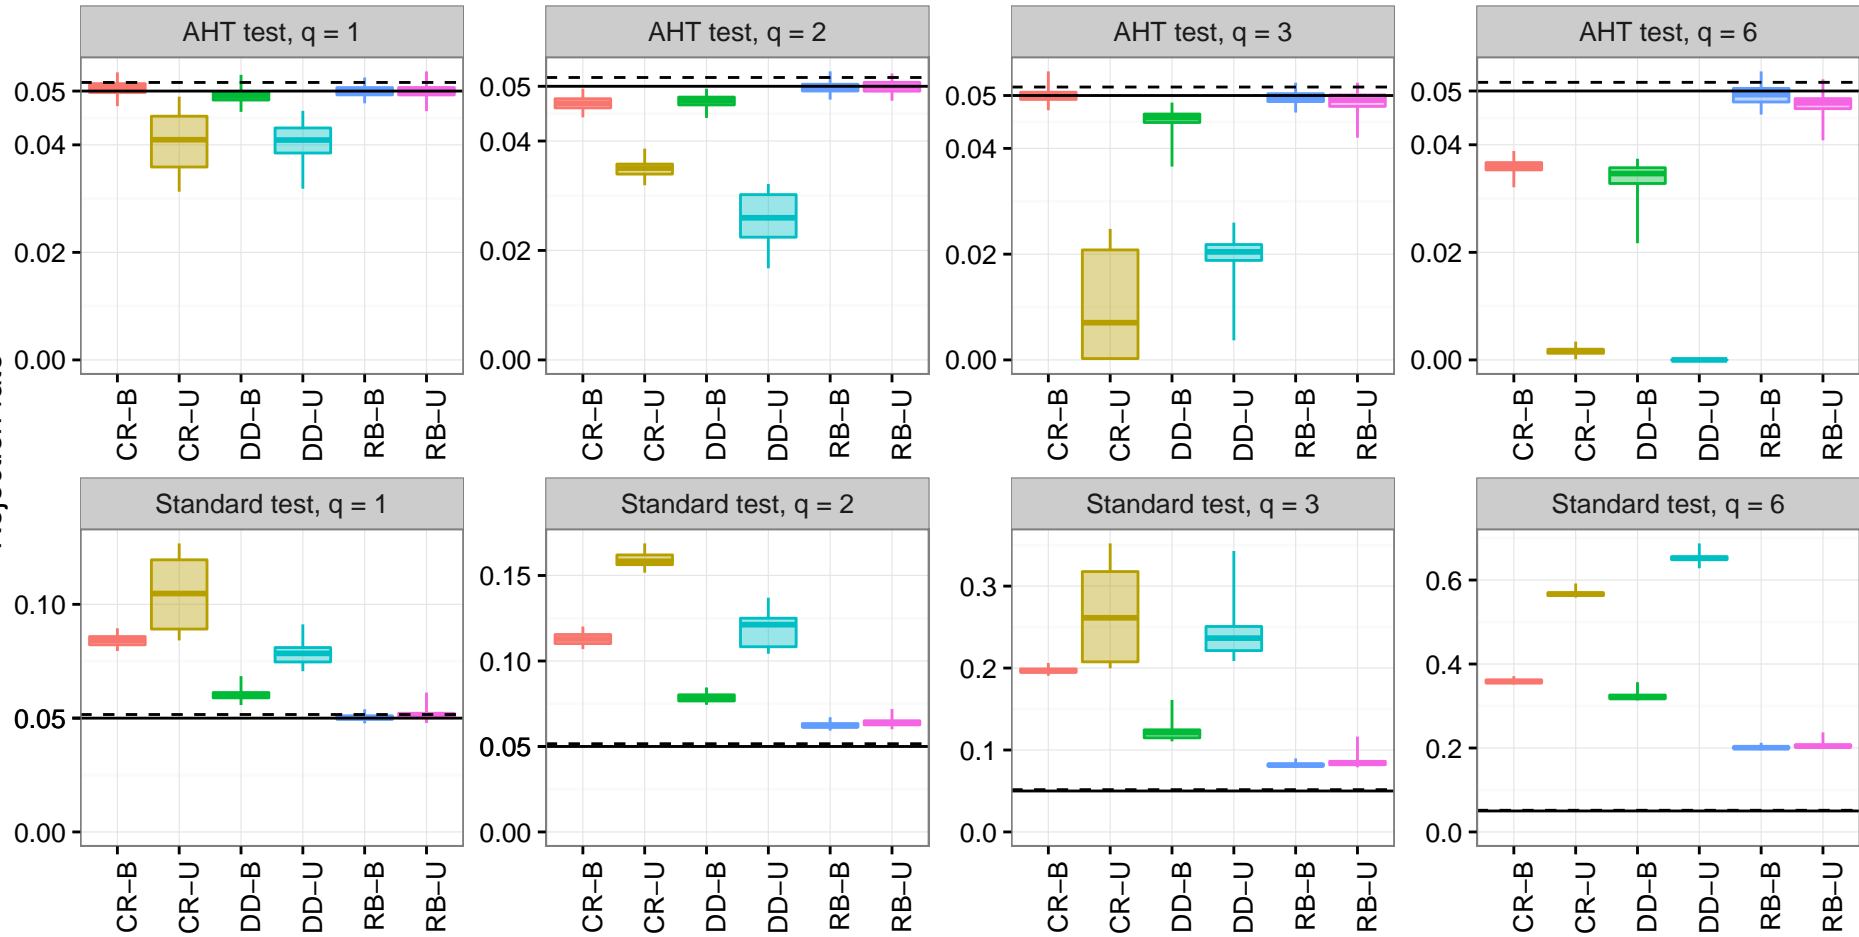 AHT test, q = 1
AHT test, q = 2
AHT test, q = 3
AHT test, q = 6
0.05
0.04
0.02
0.00
0.05
0.04
0.02
0.00
0.05
0.04
0.02
0.00
0.05
0.04
0.02
0.00
CR−B
CR−U
DD−B
DD−U
RB−B
RB−U
CR−B
CR−U
DD−B
DD−U
RB−B
RB−U
CR−B
CR−U
DD−B
DD−U
RB−B
RB−U
CR−B
CR−U
DD−B
DD−U
RB−B
RB−U
Standard test, q = 1
Standard test, q = 2
Standard test, q = 3
Standard test, q = 6
0.10
0.05
0.00
0.15
0.10
0.05
0.00
0.3
0.2
0.1
0.0
0.6
0.4
0.2
0.0
CR−B
CR−U
DD−B
DD−U
RB−B
RB−U
CR−B
CR−U
DD−B
DD−U
RB−B
RB−U
CR−B
CR−U
DD−B
DD−U
RB−B
RB−U
CR−B
CR−U
DD−B
DD−U
RB−B
RB−U